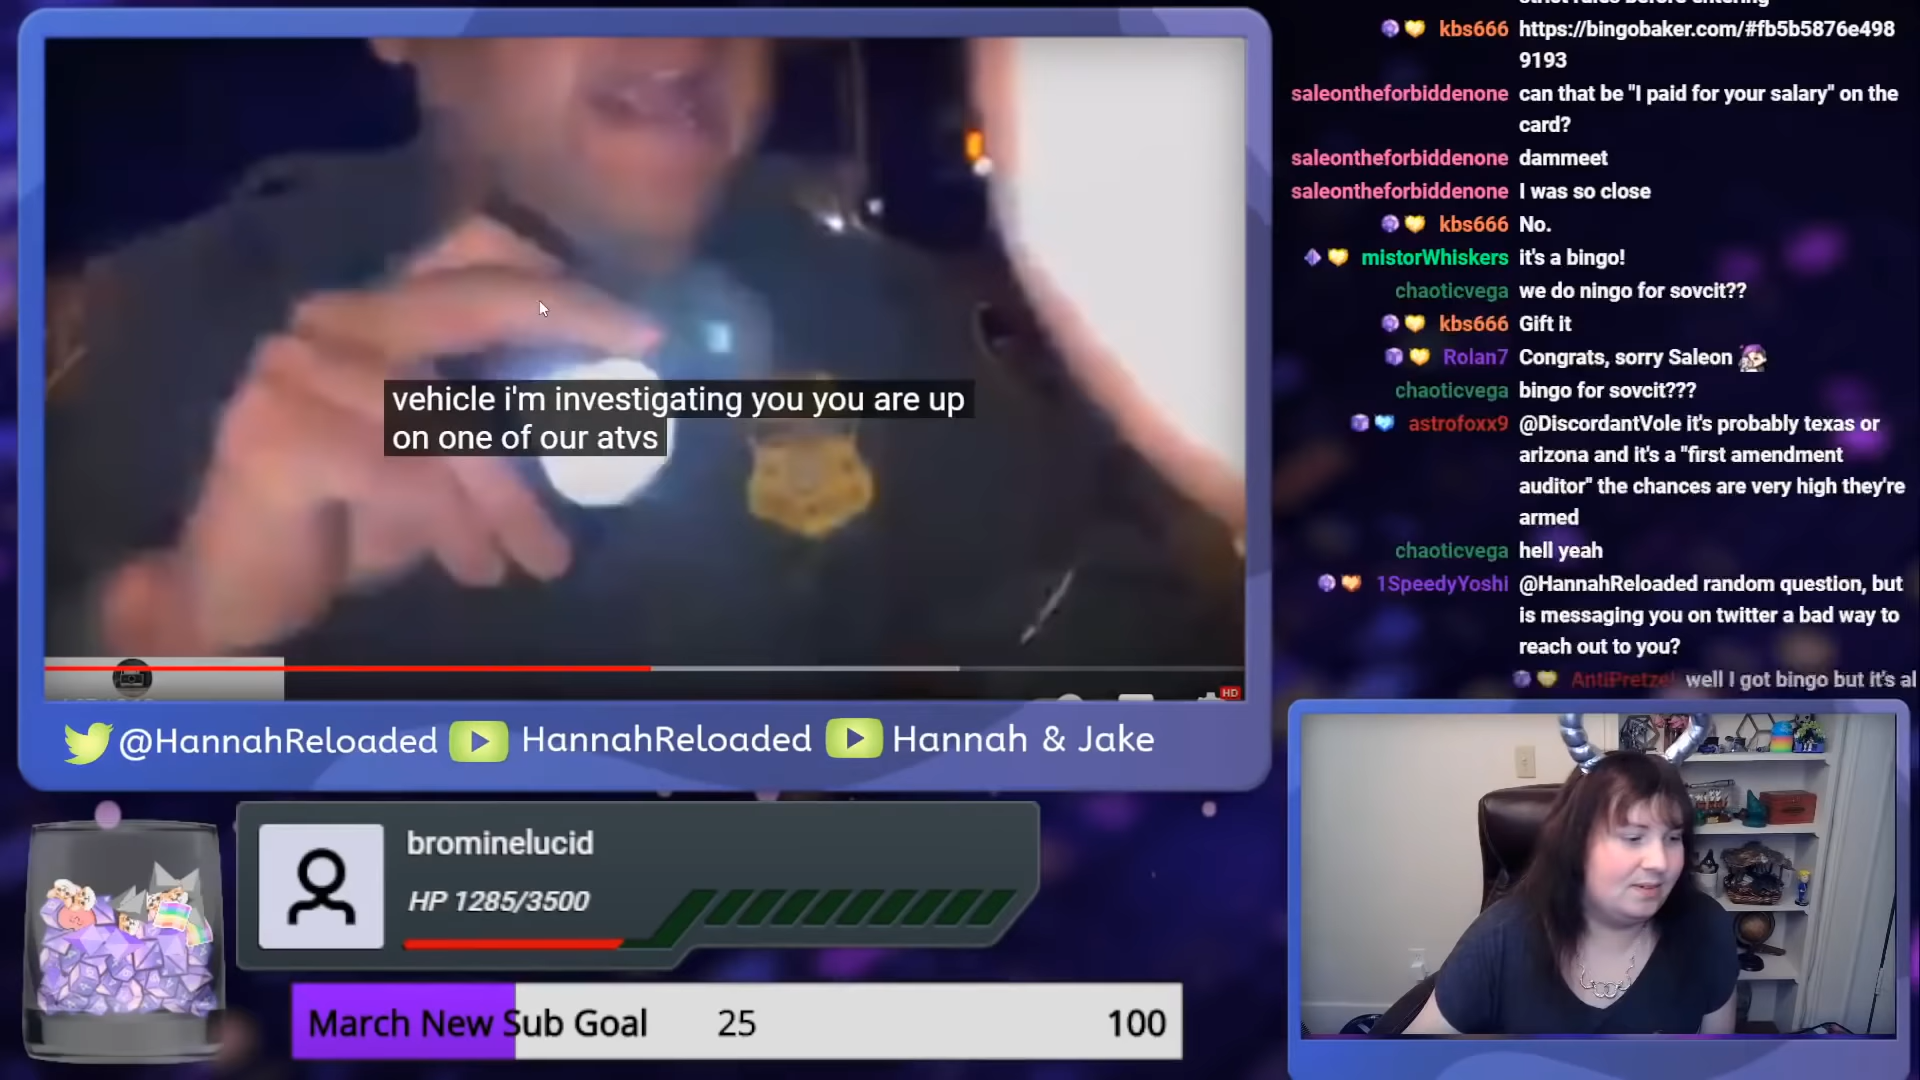 vehicle i'm investigating you you are up
on one of our atvs
HD
@HannahReloaded HannahReloaded Hannah & Jake
brominelucid
HP 1285/3500
March New Sub Goal 25 100
strict rules before entering
kbs666 https://bingobaker.com/#fb5b5876e498
9193
saleontheforbiddenone can that be "I paid for your salary" on the
card?
saleontheforbiddenone dammeet
saleontheforbiddenone I was so close
kbs666 No.
mistorWhiskers it's a bingo!
chaoticvega we do ningo for sovcit??
kbs666 Gift it
Rolan7 Congrats, sorry Saleon
chaoticvega bingo for sovcit???
astrofoxx9 @DiscordantVole it's probably texas or
arizona and it's a "first amendment
auditor" the chances are very high they're
armed
chaoticvega hell yeah
1SpeedyYoshi @HannahReloaded random question, but
is messaging you on twitter a bad way to
reach out to you?
AntiPretzel well I got bingo but it's al